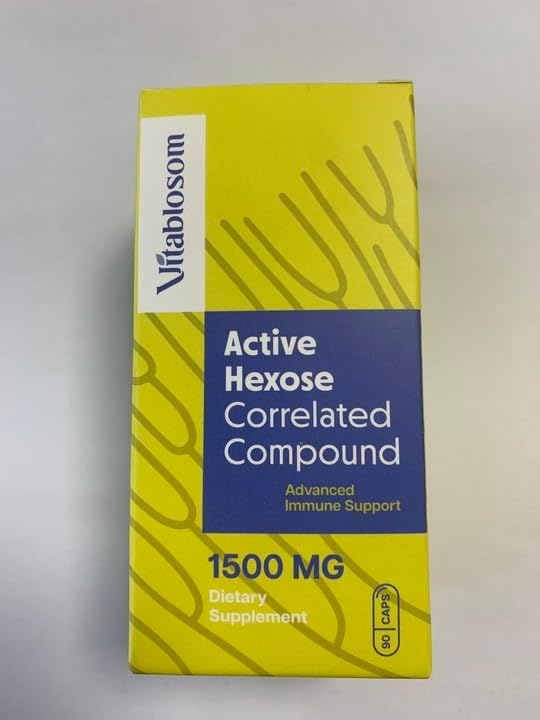 Vitablosom
Active
Hexose
Correlated
Compound
Advanced
Immune Support
1500 MG
Dietary
Supplement
90 CAPS